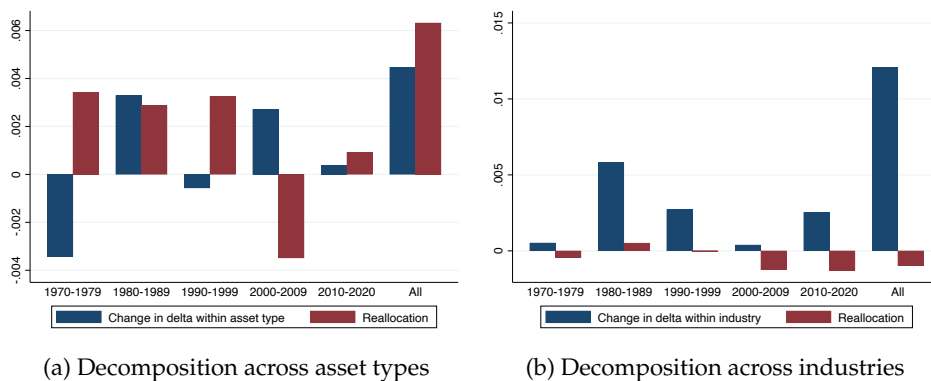 .006
.004
.002
0
-.002
-.004
1970-1979 1980-1989 1990-1999 2000-2009 2010-2020 All
Change in delta within asset type Reallocation
(a) Decomposition across asset types
.015
.01
.005
0
1970-1979 1980-1989 1990-1999 2000-2009 2010-2020 All
Change in delta within industry Reallocation
(b) Decomposition across industries